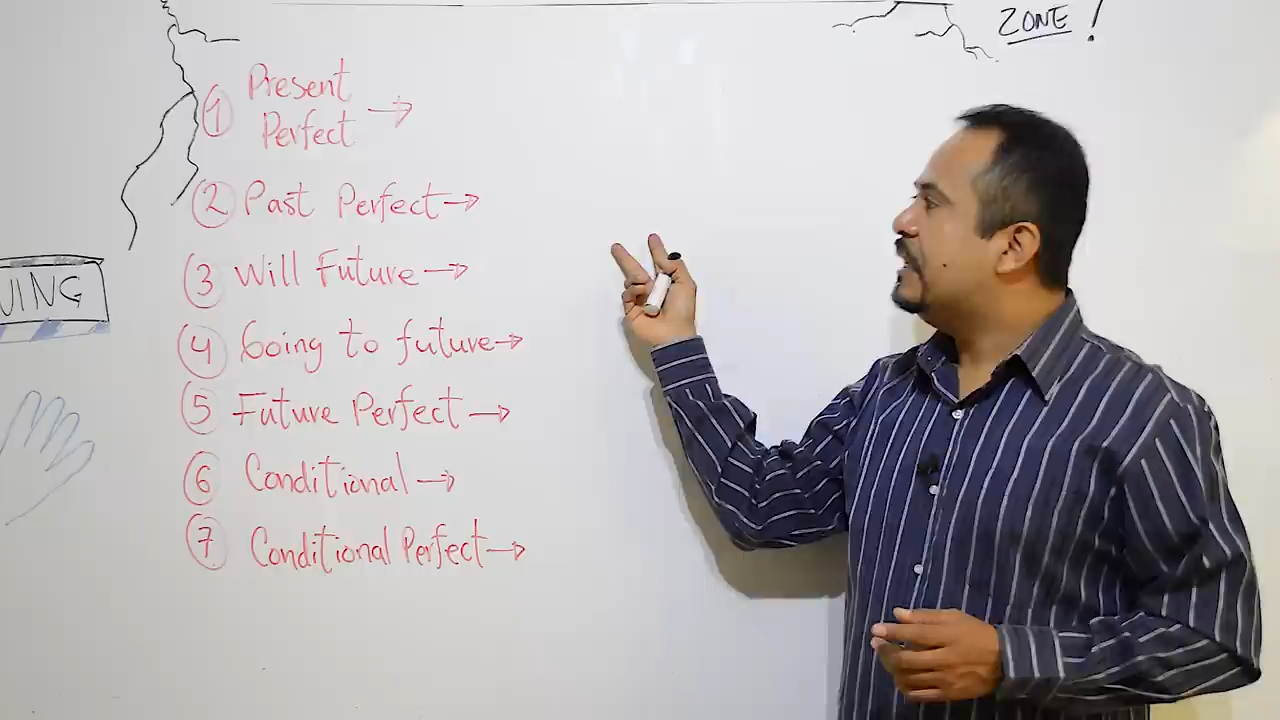 ZONE!
① Present
Perfect →
② Past Perfect →
③ Will Future →
④ Going to future →
⑤ Future Perfect →
⑥ Conditional →
⑦ Conditional Perfect →